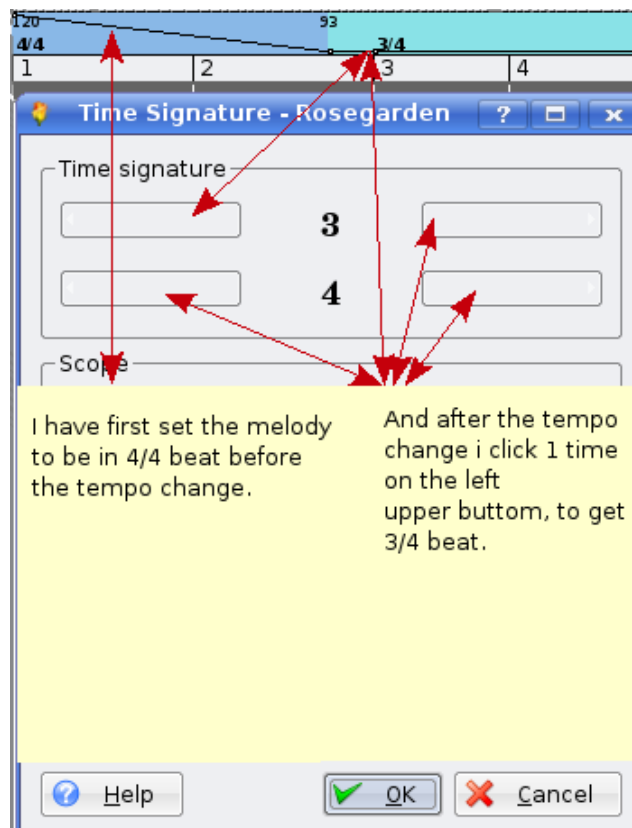 120 93
4/4 3/4
1 2 3 4
Time Signature - Rosegarden ?
Time signature
3
4
Scope
I have first set the melody
to be in 4/4 beat before
the tempo change.
And after the tempo
change i click 1 time
on the left
upper buttom, to get
3/4 beat.
Help OK Cancel